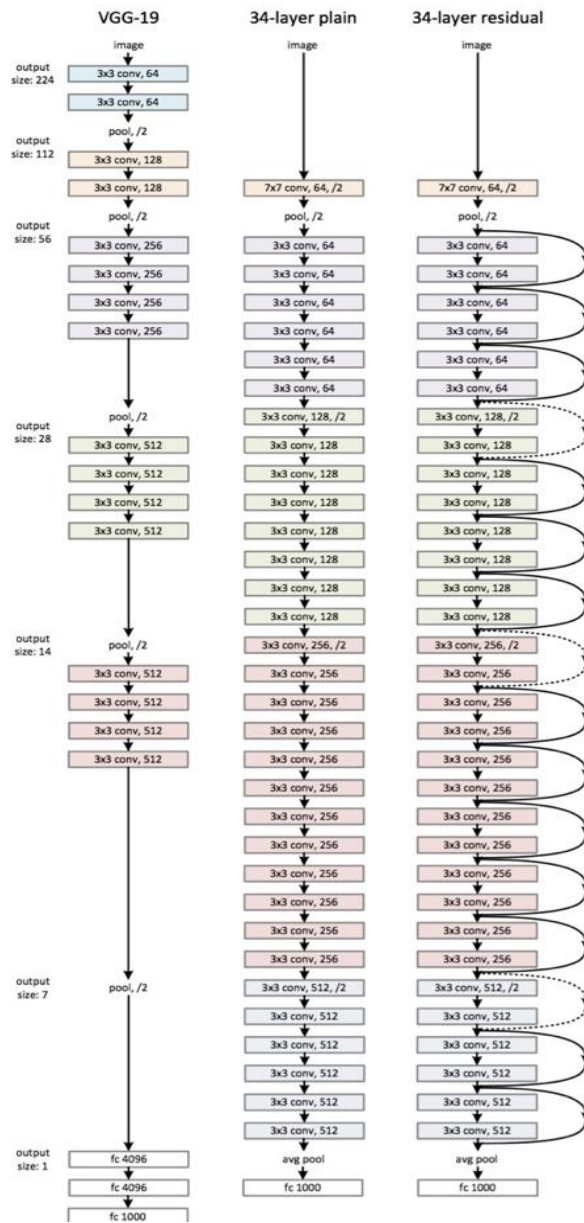 VGG-19
image
output
size: 224
3x3 conv, 64
3x3 conv, 64
pool, /2
output
size: 112
3x3 conv, 128
3x3 conv, 128
pool, /2
output
size: 56
3x3 conv, 256
3x3 conv, 256
3x3 conv, 256
3x3 conv, 256
output
size: 28
pool, /2
3x3 conv, 512
3x3 conv, 512
3x3 conv, 512
3x3 conv, 512
output
size: 14
pool, /2
3x3 conv, 512
3x3 conv, 512
3x3 conv, 512
3x3 conv, 512
output
size: 7
pool, /2
output
size: 1
fc 4096
fc 4096
fc 1000
34-layer plain
image
7x7 conv, 64, /2
pool, /2
3x3 conv, 64
3x3 conv, 64
3x3 conv, 64
3x3 conv, 64
3x3 conv, 64
3x3 conv, 64
3x3 conv, 128, /2
3x3 conv, 128
3x3 conv, 128
3x3 conv, 128
3x3 conv, 128
3x3 conv, 128
3x3 conv, 128
3x3 conv, 128
3x3 conv, 256, /2
3x3 conv, 256
3x3 conv, 256
3x3 conv, 256
3x3 conv, 256
3x3 conv, 256
3x3 conv, 256
3x3 conv, 256
3x3 conv, 256
3x3 conv, 256
3x3 conv, 256
3x3 conv, 256
3x3 conv, 512, /2
3x3 conv, 512
3x3 conv, 512
3x3 conv, 512
3x3 conv, 512
3x3 conv, 512
avg pool
fc 1000
34-layer residual
image
7x7 conv, 64, /2
pool, /2
3x3 conv, 64
3x3 conv, 64
3x3 conv, 64
3x3 conv, 64
3x3 conv, 64
3x3 conv, 64
3x3 conv, 128, /2
3x3 conv, 128
3x3 conv, 128
3x3 conv, 128
3x3 conv, 128
3x3 conv, 128
3x3 conv, 128
3x3 conv, 128
3x3 conv, 256, /2
3x3 conv, 256
3x3 conv, 256
3x3 conv, 256
3x3 conv, 256
3x3 conv, 256
3x3 conv, 256
3x3 conv, 256
3x3 conv, 256
3x3 conv, 256
3x3 conv, 256
3x3 conv, 256
3x3 conv, 512, /2
3x3 conv, 512
3x3 conv, 512
3x3 conv, 512
3x3 conv, 512
3x3 conv, 512
avg pool
fc 1000